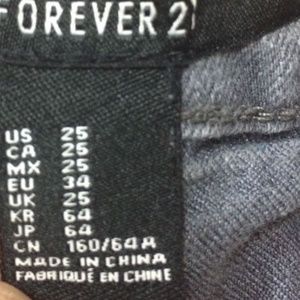 FOREVER 21
US 25
CA 25
MX 25
EU 34
UK 25
KR 64
JP 64
CN 160/64A
MADE IN CHINA
FABRIQUÉ EN CHINE